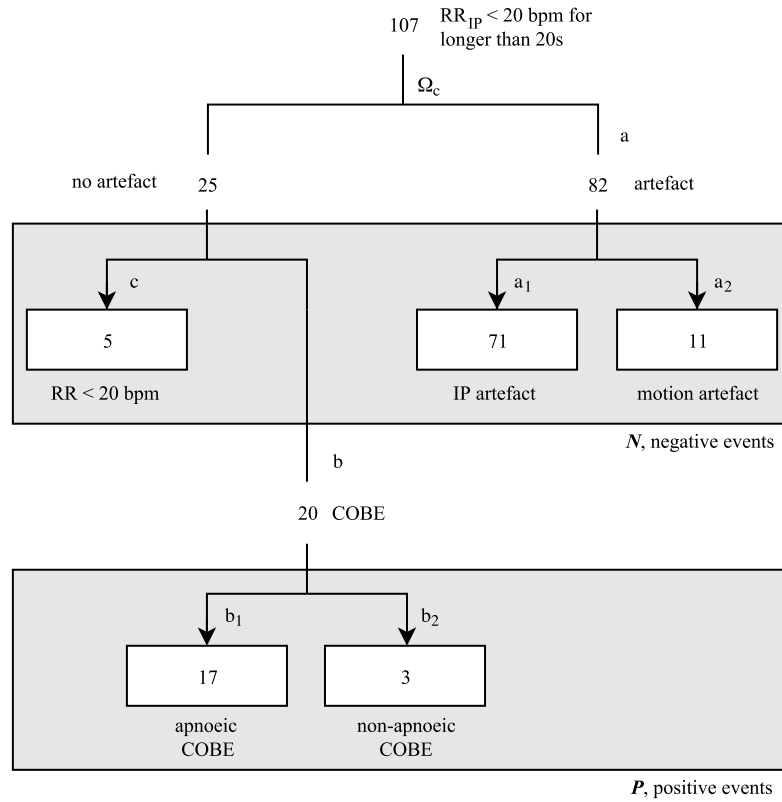 107 RR_IP < 20 bpm for
longer than 20s
Ω_c
a
no artefact 25
82 artefact
c
a_1
a_2
5
71
11
RR < 20 bpm
IP artefact
motion artefact
N, negative events
b
20 COBE
b_1
b_2
17
3
apnoeic
COBE
non-apnoeic
COBE
P, positive events